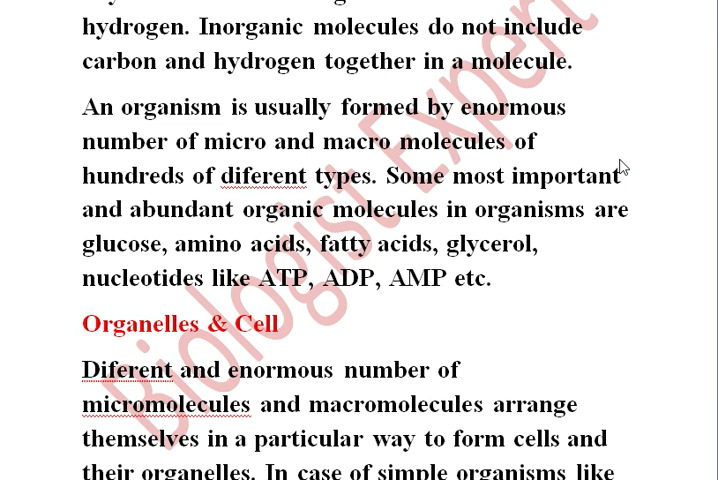 hydrogen. Inorganic molecules do not include
carbon and hydrogen together in a molecule.
An organism is usually formed by enormous
number of micro and macro molecules of
hundreds of diferent types. Some most important
and abundant organic molecules in organisms are
glucose, amino acids, fatty acids, glycerol,
nucleotides like ATP, ADP, AMP etc.
Organelles & Cell
Diferent and enormous number of
micromolecules and macromolecules arrange
themselves in a particular way to form cells and
their organelles. In case of simple organisms like
Biologist Expert